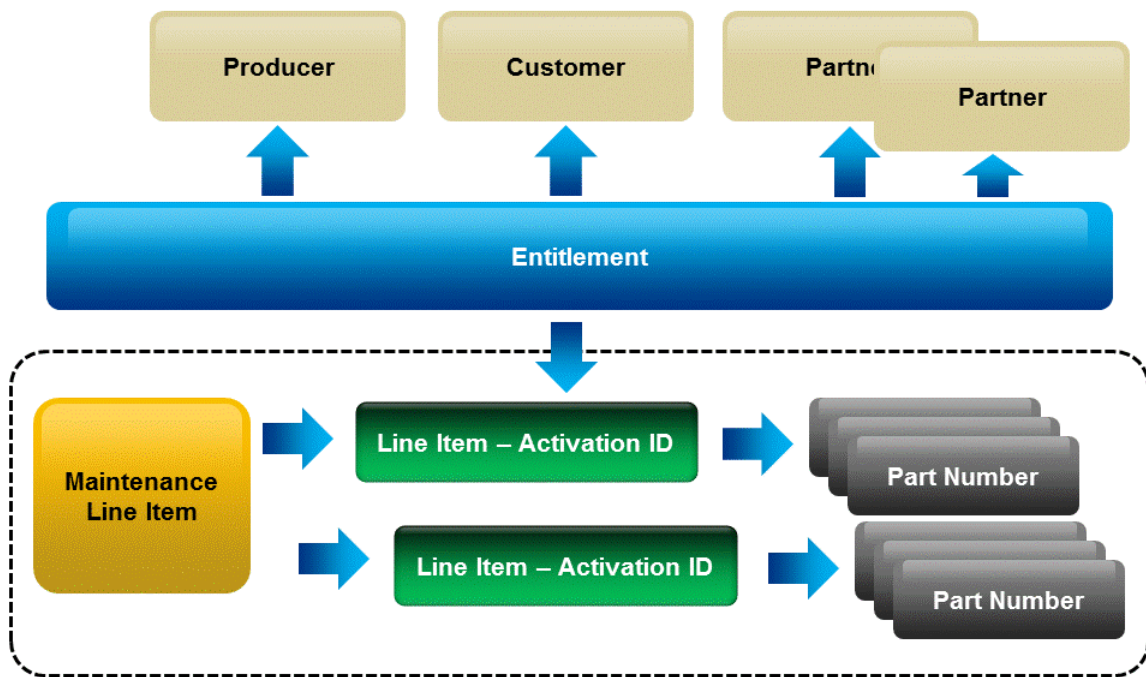 Producer
Customer
Partne
Partner
Entitlement
Maintenance
Line Item
Line Item – Activation ID
Part Number
Line Item – Activation ID
Part Number